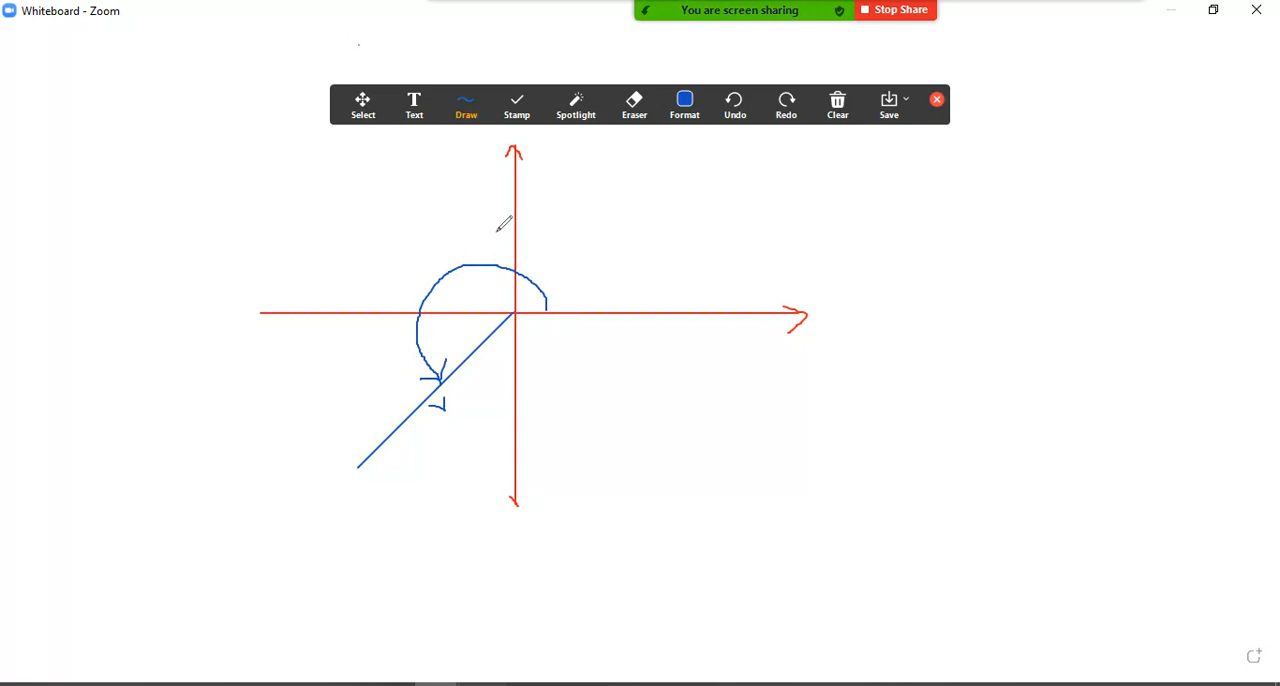 Whiteboard - Zoom
You are screen sharing
Stop Share
Select Text Draw Stamp Spotlight Eraser Format Undo Redo Clear Save